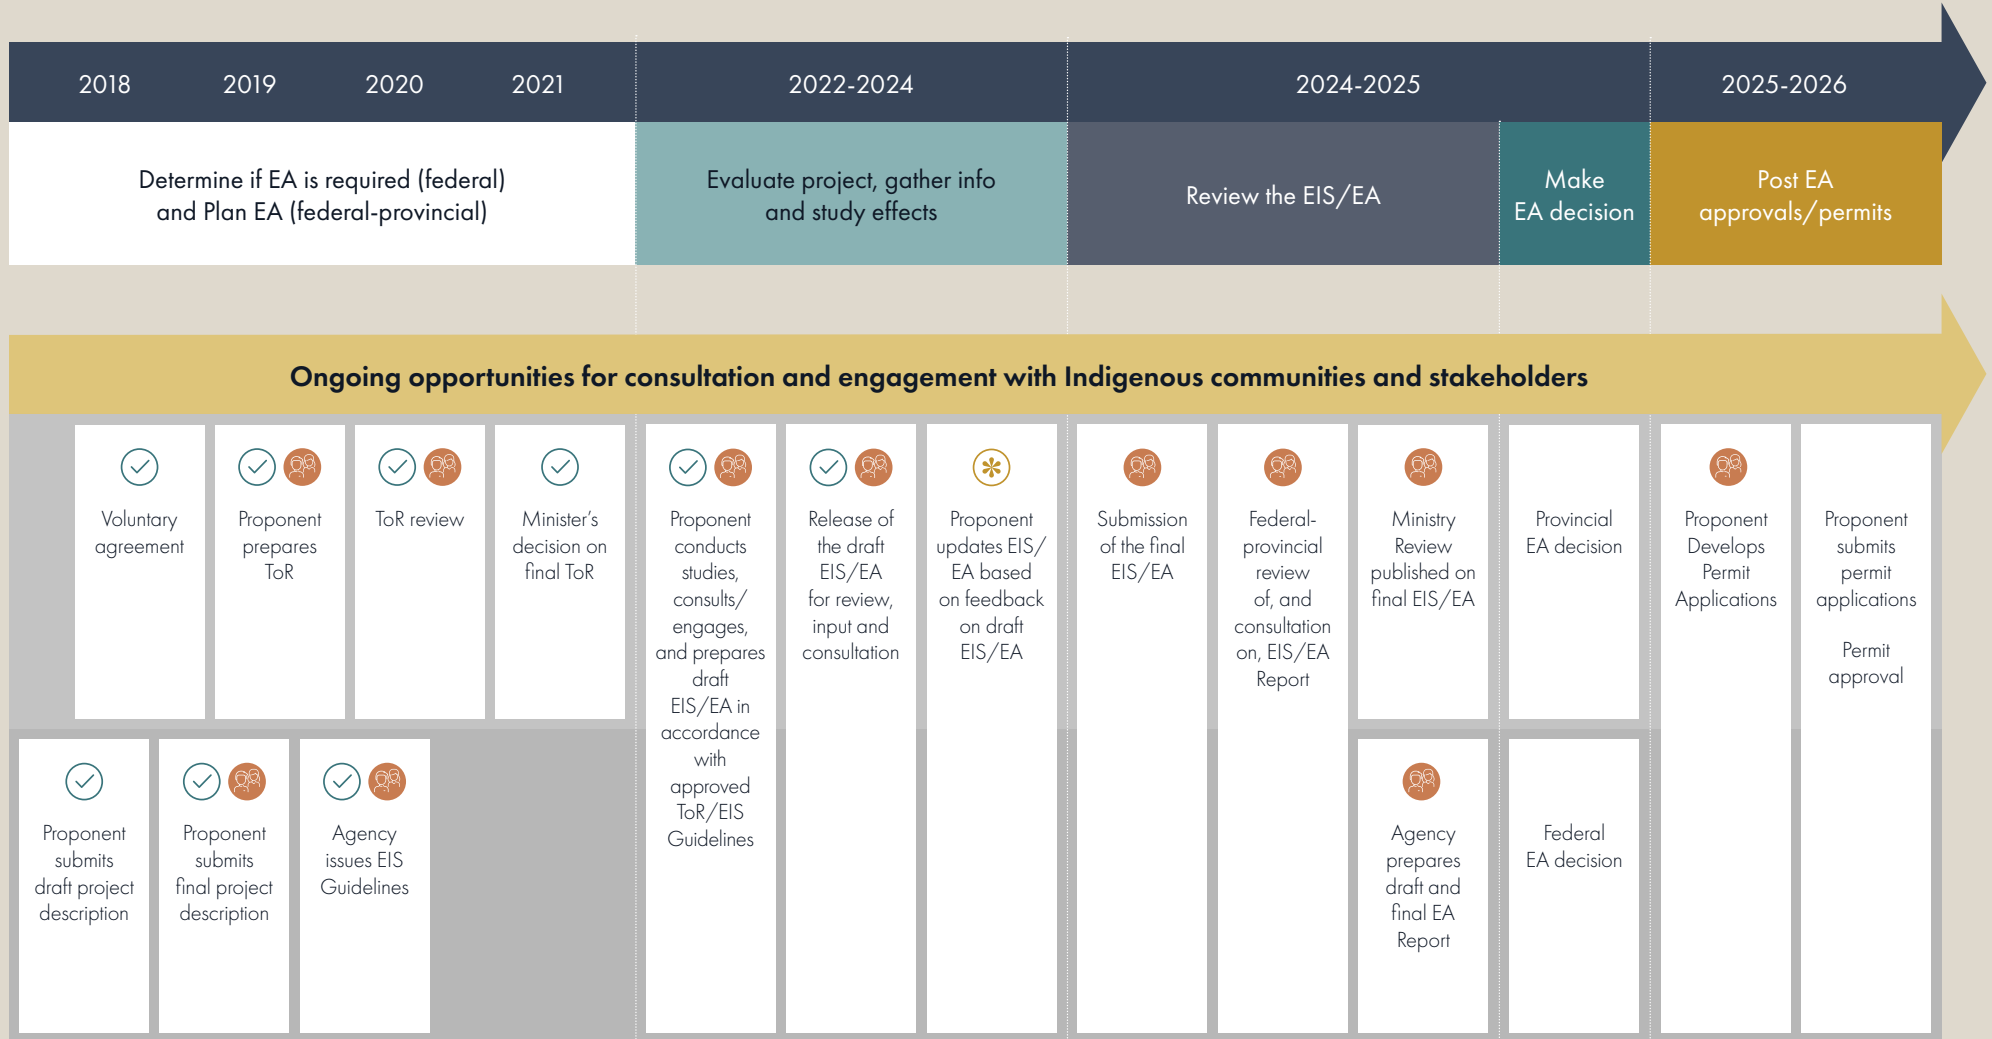 2018
2019
2020
2021
2022-2024
2024-2025
2025-2026
Determine if EA is required (federal)
and Plan EA (federal-provincial)
Evaluate project, gather info
and study effects
Review the EIS/EA
Make
EA decision
Post EA
approvals/permits
Ongoing opportunities for consultation and engagement with Indigenous communities and stakeholders
Voluntary
agreement
Proponent
prepares
ToR
ToR review
Minister's
decision on
final ToR
Proponent
conducts
studies,
consults/
engages,
and prepares
draft
EIS/EA in
accordance
with
approved
ToR/EIS
Guidelines
Release of
the draft
EIS/EA
for review,
input and
consultation
Proponent
updates EIS/
EA based
on feedback
on draft
EIS/EA
Submission
of the final
EIS/EA
Federal-
provincial
review
of, and
consultation
on, EIS/EA
Report
Ministry
Review
published on
final EIS/EA
Provincial
EA decision
Proponent
Develops
Permit
Applications
Proponent
submits
permit
applications
Permit
approval
Proponent
submits
draft project
description
Proponent
submits
final project
description
Agency
issues EIS
Guidelines
Agency
prepares
draft and
final EA
Report
Federal
EA decision